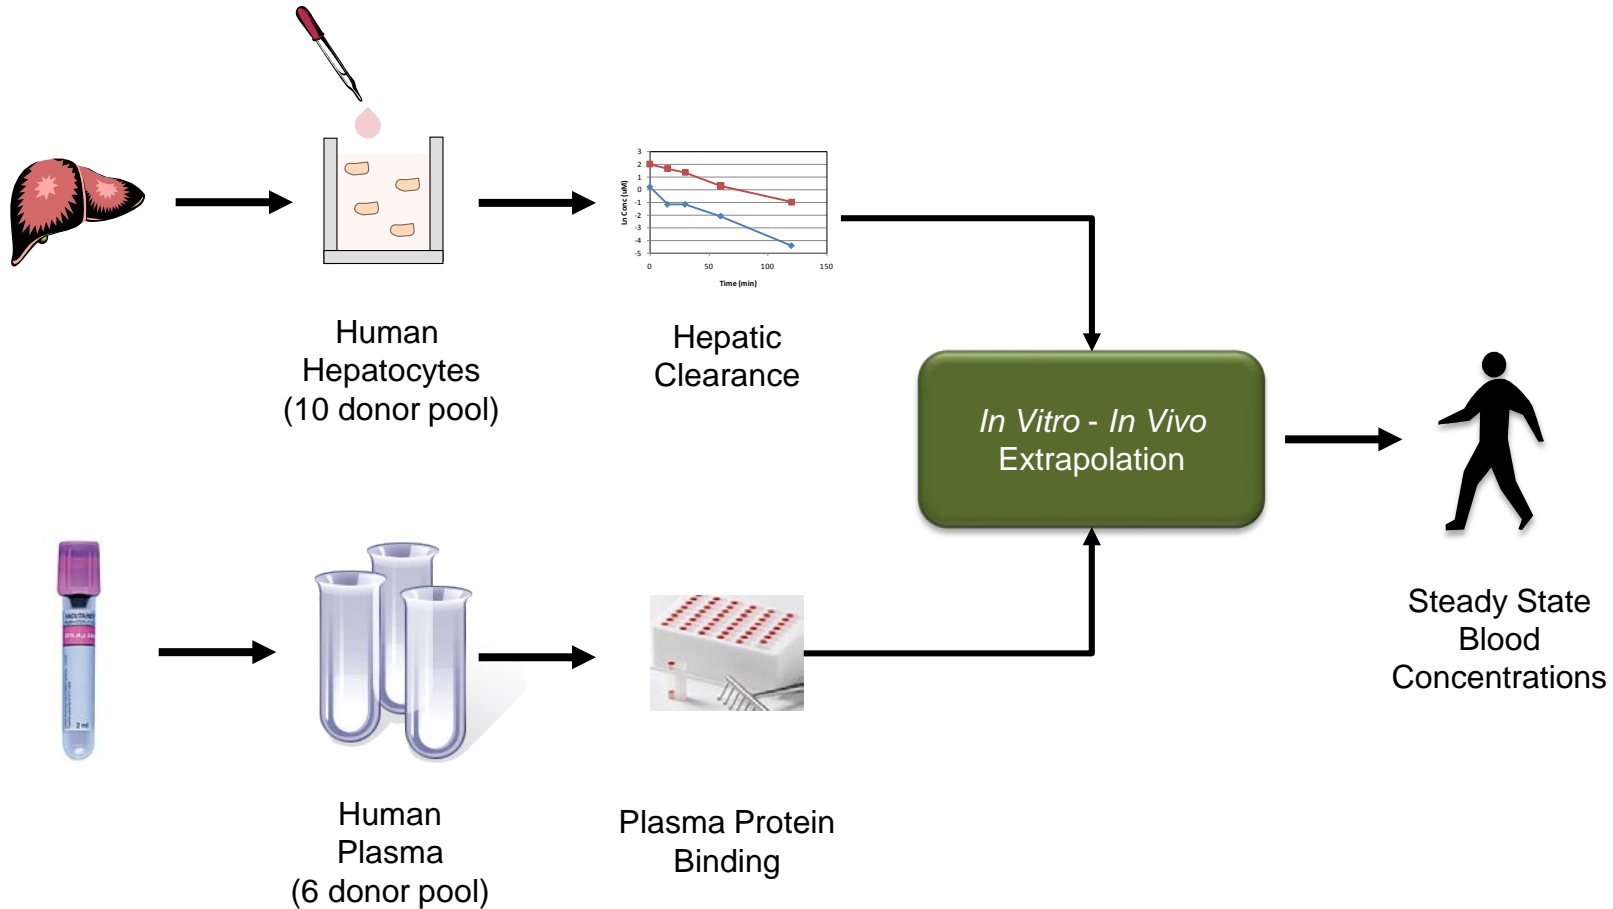 3
2
1
0
-1
-2
-3
-4
-5
Ln Conc (uM)
0
50
100
150
Time (min)
Human
Hepatocytes
(10 donor pool)
Hepatic
Clearance
In Vitro - In Vivo
Extrapolation
Steady State
Blood
Concentrations
2 ml
Human
Plasma
(6 donor pool)
Plasma Protein
Binding